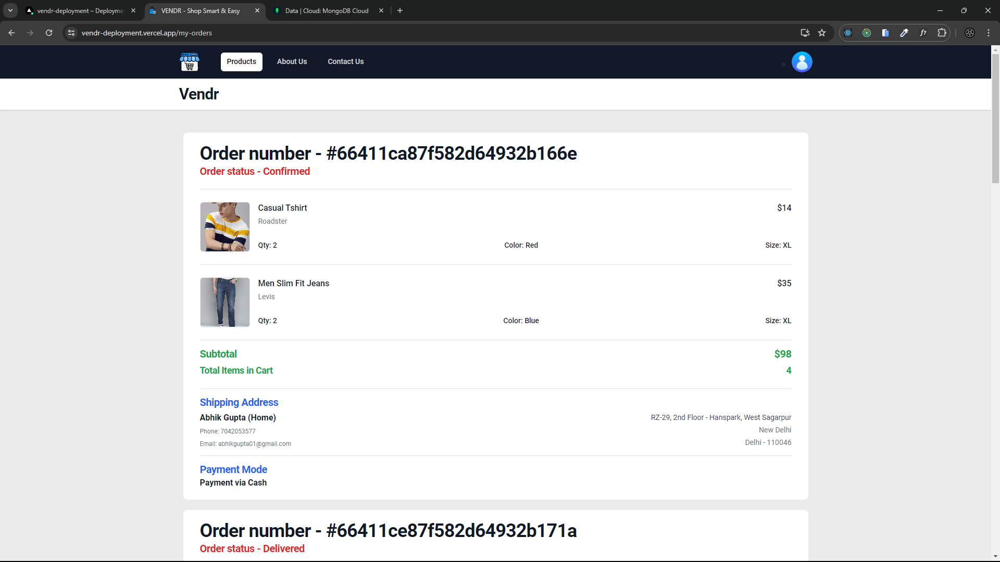 vendr-deployment – Deployme
VENDR - Shop Smart & Easy
Data | Cloud: MongoDB Cloud
vendr-deployment.vercel.app/my-orders
f?
Products
About Us
Contact Us
Vendr
Order number - #66411ca87f582d64932b166e
Order status - Confirmed
Casual Tshirt
$14
Roadster
Qty: 2
Color: Red
Size: XL
Men Slim Fit Jeans
$35
Levis
Qty: 2
Color: Blue
Size: XL
Subtotal
$98
Total Items in Cart
4
Shipping Address
Abhik Gupta (Home)
RZ-29, 2nd Floor - Hanspark, West Sagarpur
Phone: 7042053577
New Delhi
Email: abhikgupta01@gmail.com
Delhi - 110046
Payment Mode
Payment via Cash
Order number - #66411ce87f582d64932b171a
Order status - Delivered